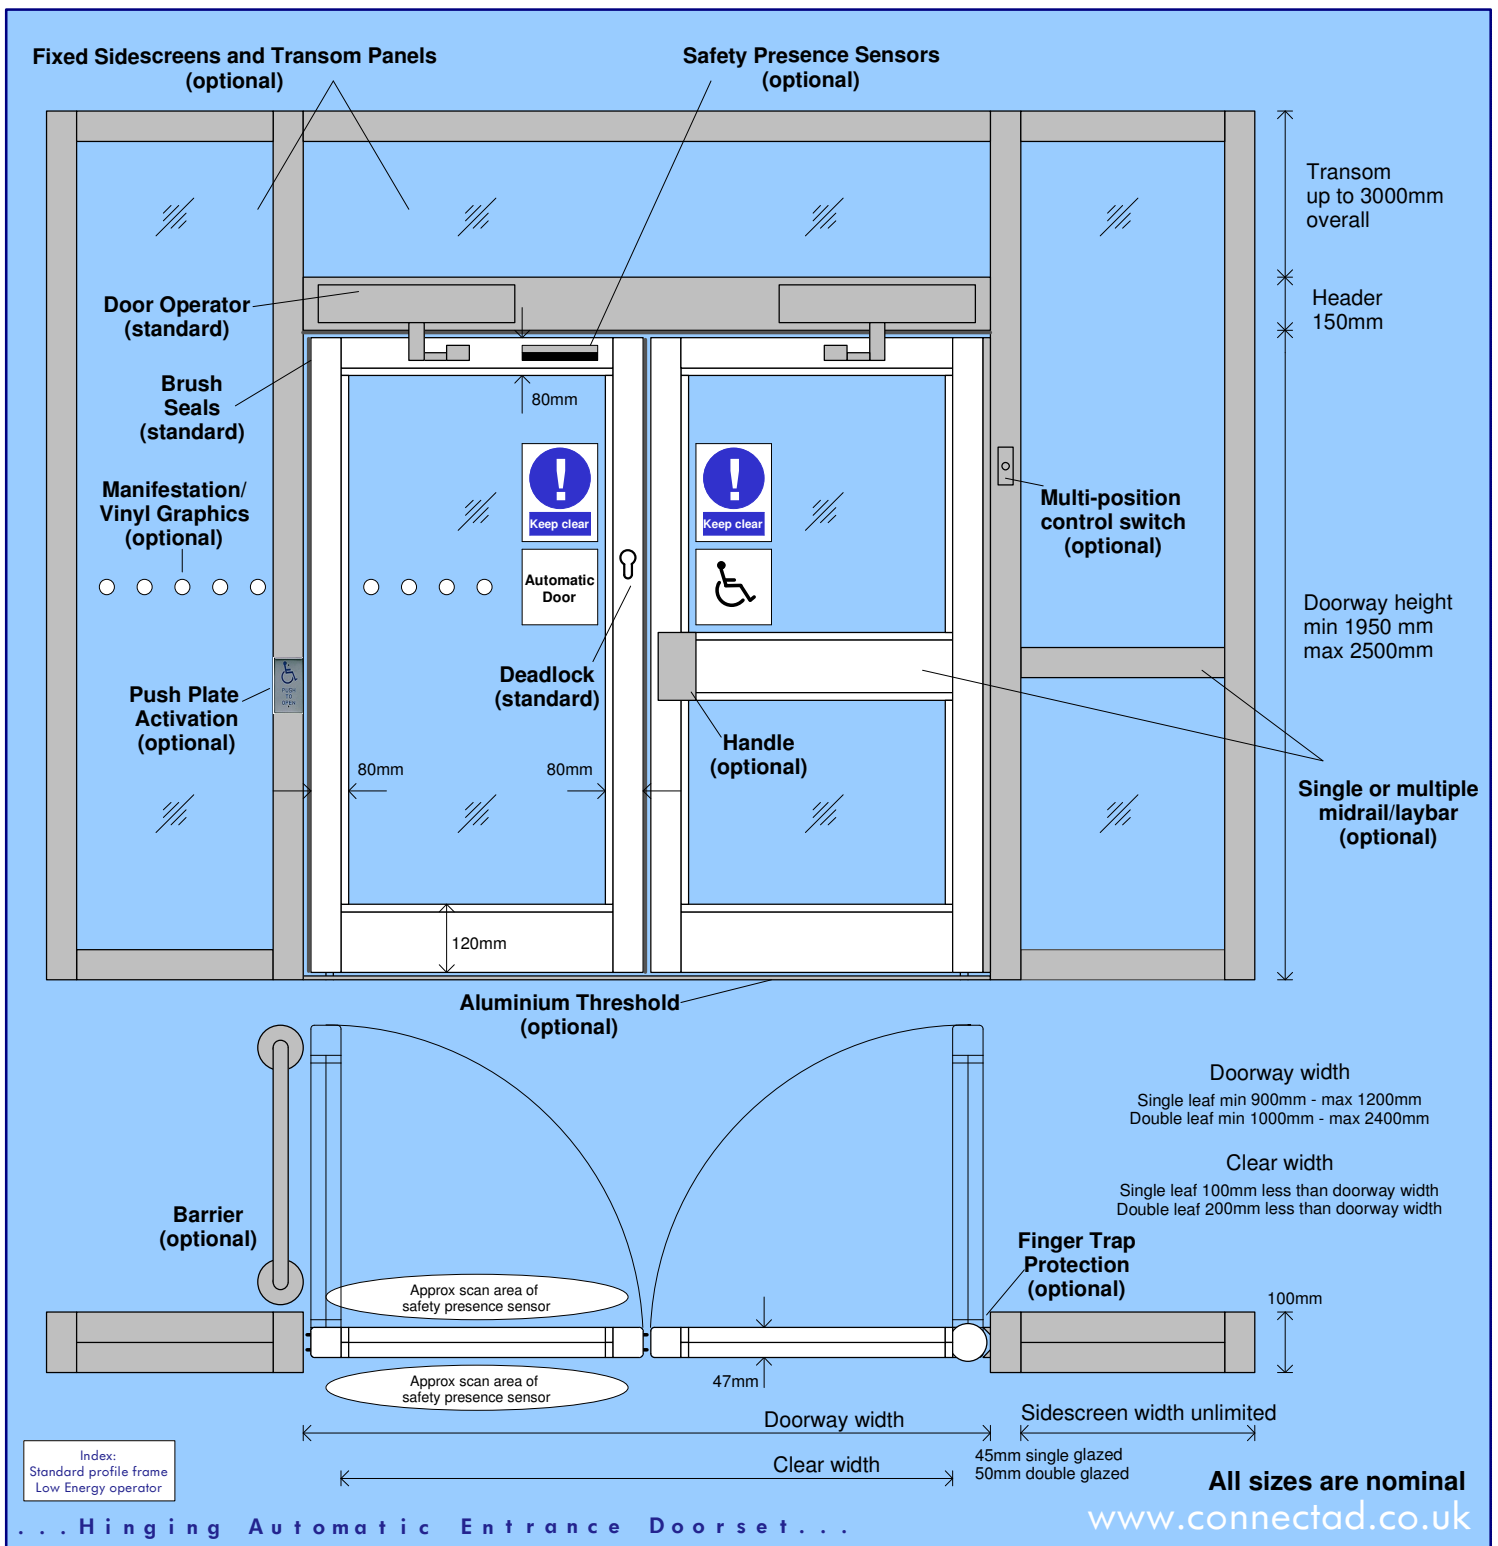 Fixed Sidescreens and Transom Panels
(optional)
Safety Presence Sensors
(optional)
Transom
up to 3000mm
overall
Door Operator
(standard)
Header
150mm
Brush
Seals
(standard)
80mm
Keep clear
Keep clear
Manifestation/
Vinyl Graphics
(optional)
Multi-position
control switch
(optional)
Automatic
Door
Doorway height
min 1950 mm
max 2500mm
PUSH
TO
OPEN
Push Plate
Activation
(optional)
Deadlock
(standard)
Handle
(optional)
80mm
80mm
Single or multiple
midrail/laybar
(optional)
120mm
Aluminium Threshold
(optional)
Doorway width
Single leaf min 900mm - max 1200mm
Double leaf min 1000mm - max 2400mm
Clear width
Single leaf 100mm less than doorway width
Double leaf 200mm less than doorway width
Barrier
(optional)
Finger Trap
Protection
(optional)
Approx scan area of
safety presence sensor
100mm
Approx scan area of
safety presence sensor
47mm
Doorway width
Sidescreen width unlimited
Clear width
45mm single glazed
50mm double glazed
Index:
Standard profile frame
Low Energy operator
All sizes are nominal
...Hinging Automatic Entrance Doorset...
www.connectad.co.uk